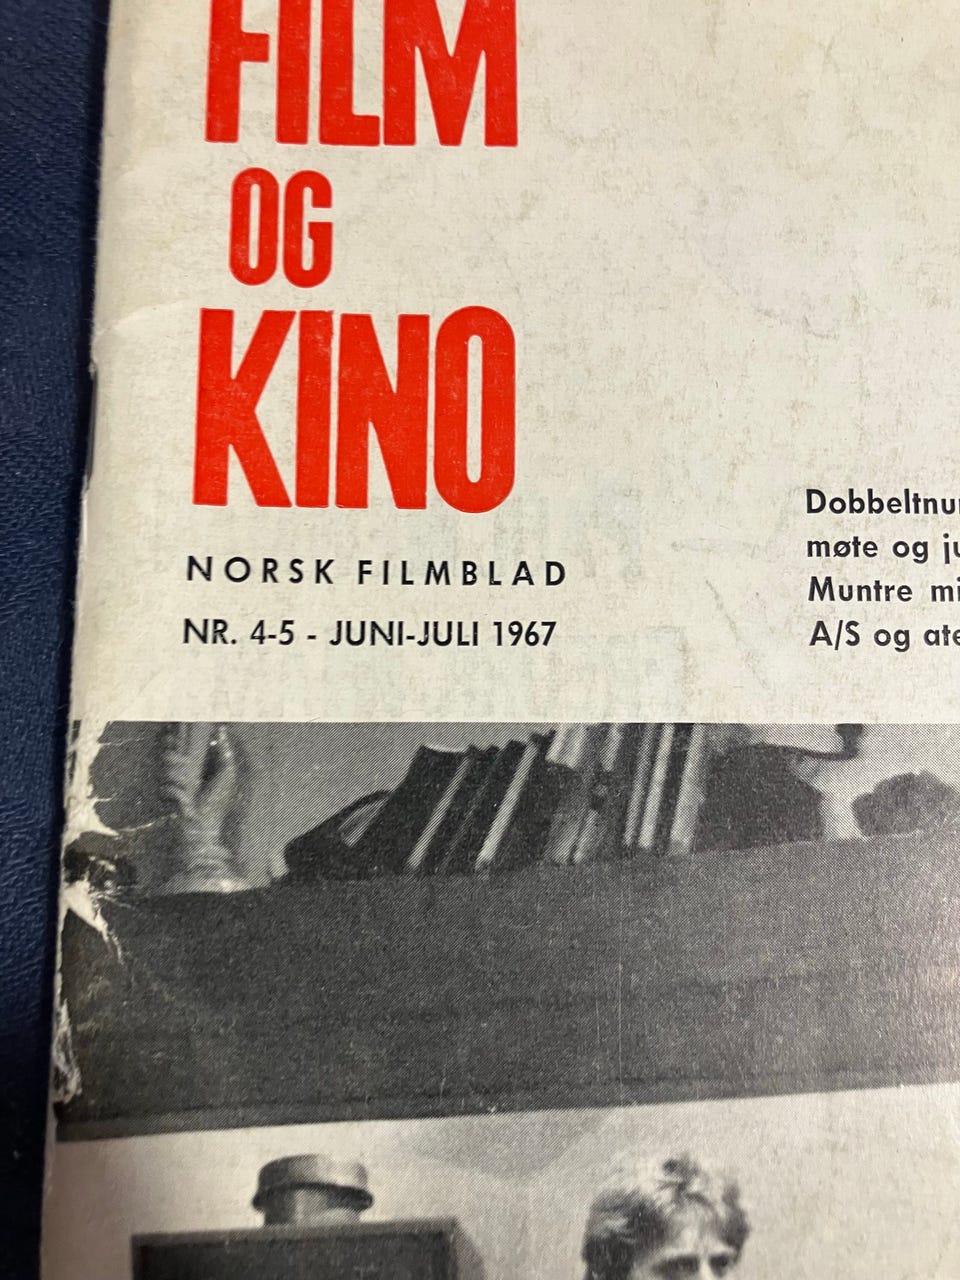 FILM
OG
KINO
NORSK FILMBLAD
NR. 4-5 - JUNI-JULI 1967
møte og
Muntre
A/S og